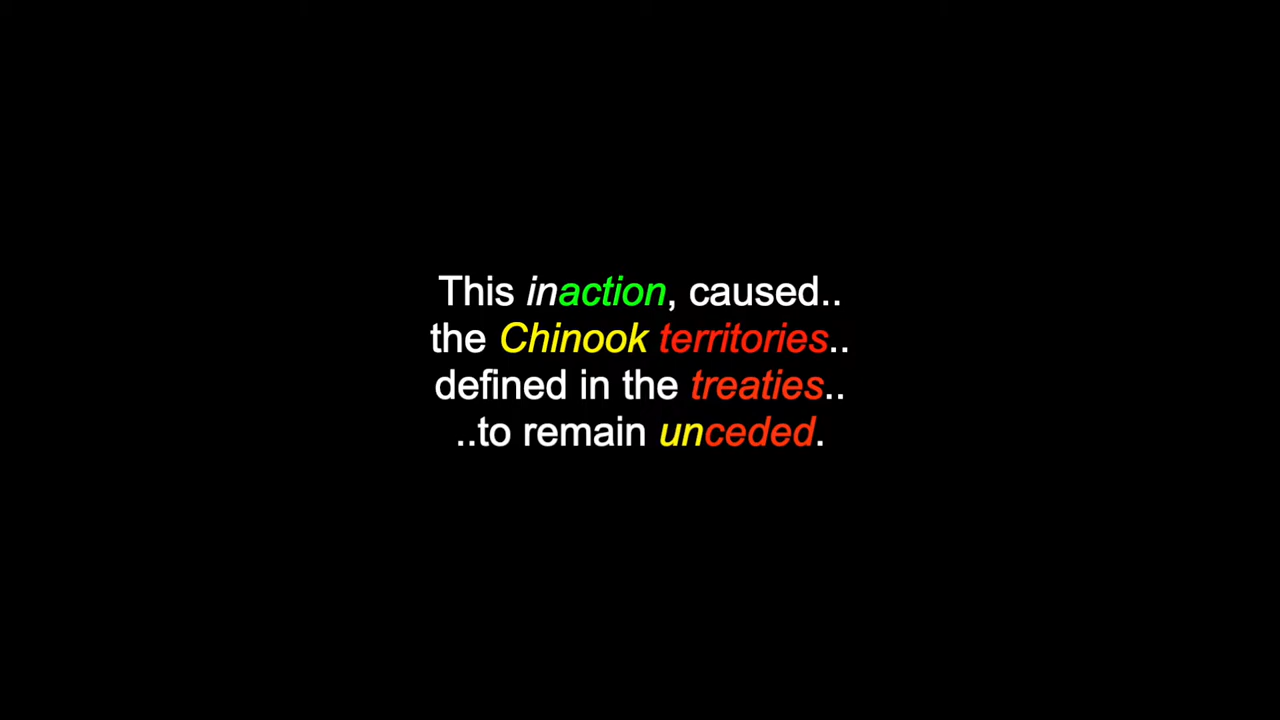 This inaction, caused..
the Chinook territories..
defined in the treaties..
..to remain unceded.